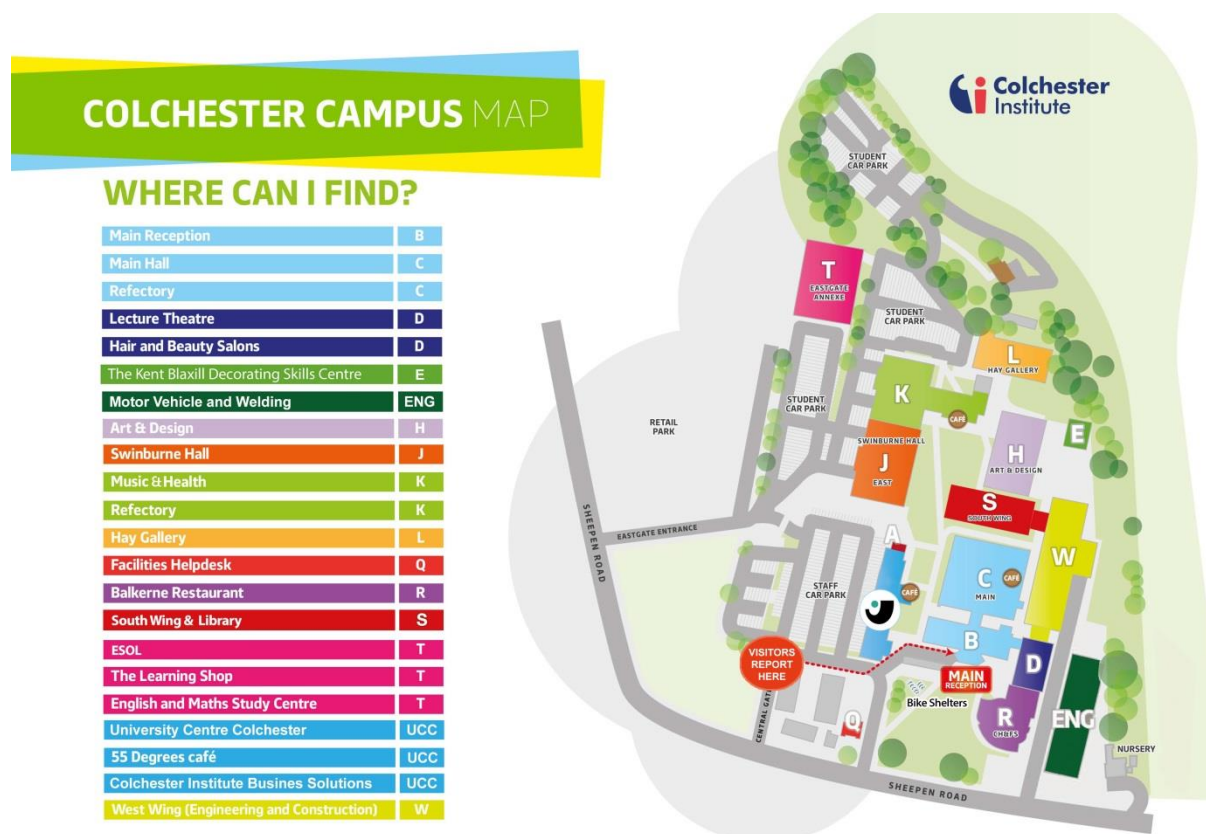 COLCHESTER CAMPUS MAP
WHERE CAN I FIND?
Main Reception B
Main Hall C
Refectory C
Lecture Theatre D
Hair and Beauty Salons D
The Kent Blaxill Decorating Skills Centre E
Motor Vehicle and Welding ENG
Art & Design H
Swinburne Hall J
Music & Health K
Refectory K
Hay Gallery L
Facilities Helpdesk Q
Balkerne Restaurant R
South Wing & Library S
ESOL T
The Learning Shop T
English and Maths Study Centre T
University Centre Colchester UCC
55 Degrees café UCC
Colchester Institute Busines Solutions UCC
West Wing (Engineering and Construction) W
Colchester
Institute
STUDENT
CAR PARK
T
EASTGATE
ANNEXE
STUDENT
CAR PARK
L
HAY GALLERY
K
STUDENT
CAR PARK
CAFÉ
RETAIL
PARK
SWINBURNE HALL
J
EAST
H
ART & DESIGN
E
S
SOUTH WING
SHEEPEN ROAD
EASTGATE ENTRANCE
A
W
STAFF
CAR PARK
C
MAIN
CAFÉ
CAFÉ
B
VISITORS
REPORT
HERE
MAIN
RECEPTION
D
Bike Shelters
CENTRAL GATE
Q
R
CH&FS
ENG
NURSERY
SHEEPEN ROAD